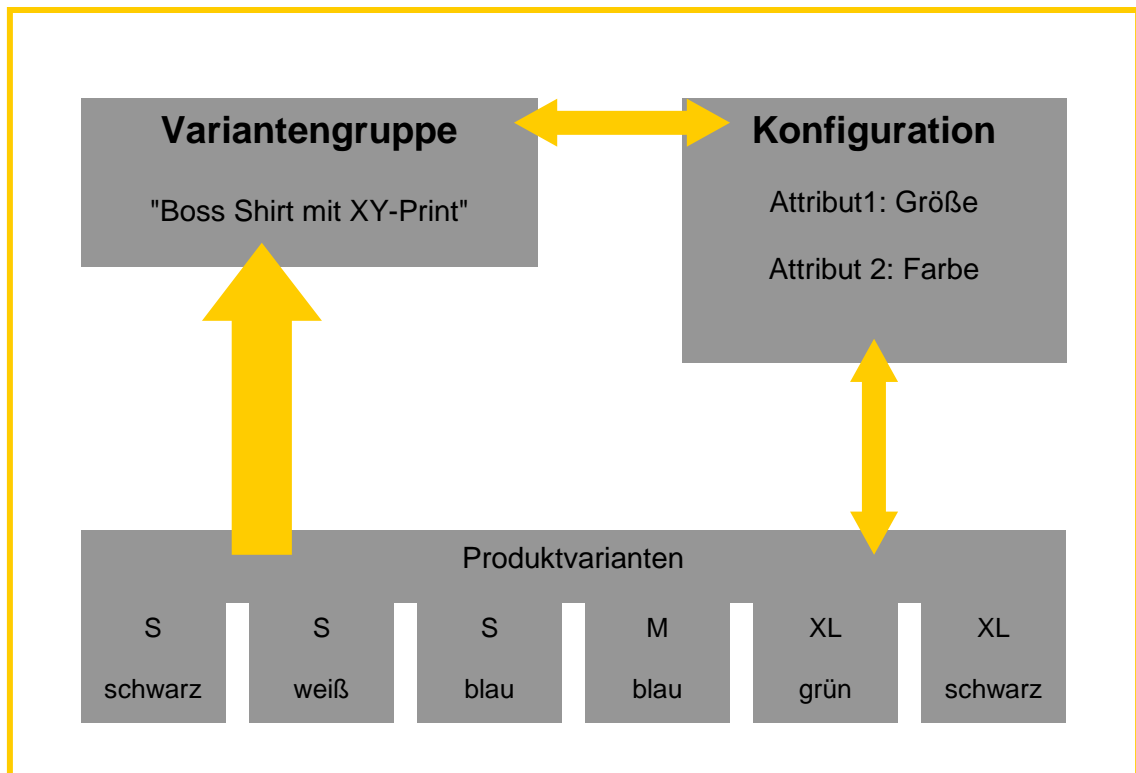 Variantengruppe
"Boss Shirt mit XY-Print"
Konfiguration
Attribut1: Größe
Attribut 2: Farbe
Produktvarianten
S
schwarz
S
weiß
S
blau
M
blau
XL
grün
XL
schwarz